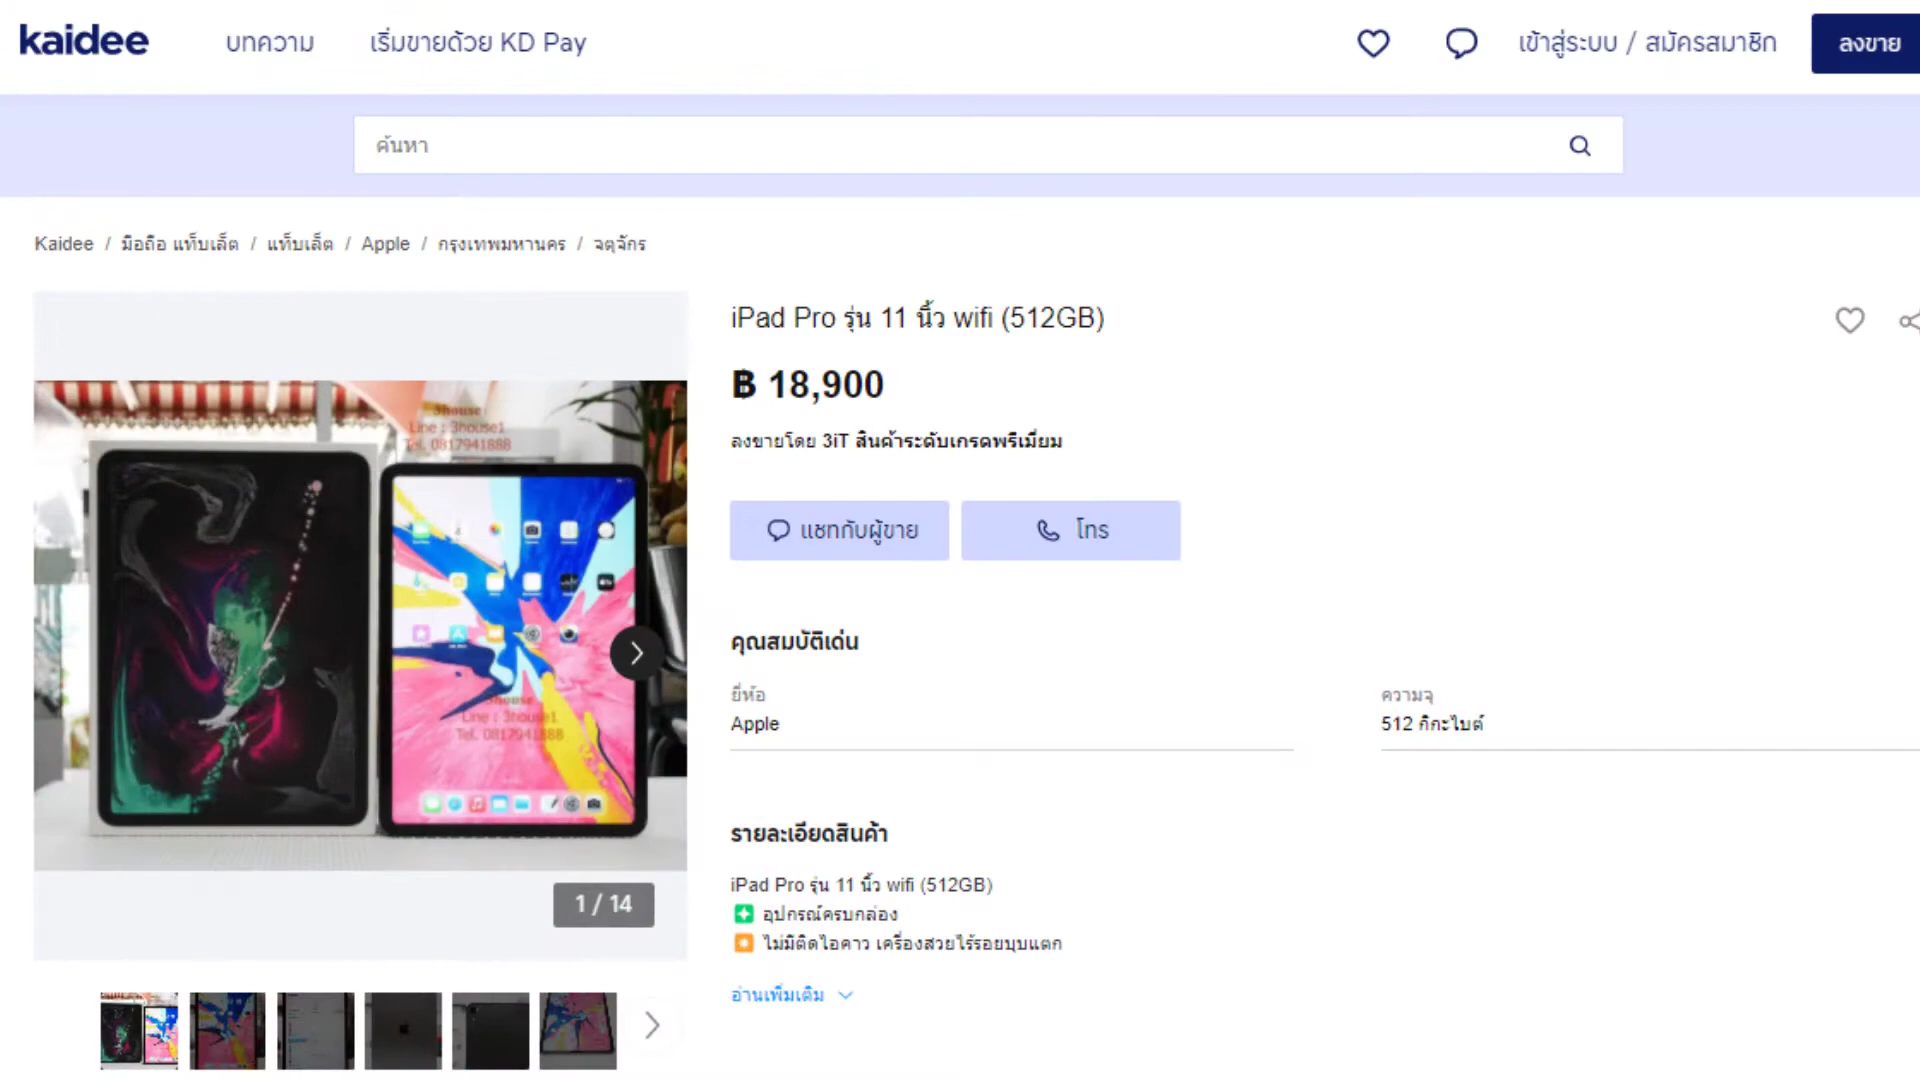 kaidee
บทความ
เริ่มขายด้วย KD Pay
เข้าสู่ระบบ / สมัครสมาชิก
ลงขาย
ค้นหา
Kaidee / มือถือ แท็บเล็ต / แท็บเล็ต / Apple / กรุงเทพมหานคร / จตุจักร
3house
Line : 3house1
Tel. 0817941888
3house
Line : 3house1
Tel. 0817941888
1 / 14
iPad Pro รุ่น 11 นิ้ว wifi (512GB)
฿ 18,900
ลงขายโดย 3iT สินค้าระดับเกรดพรีเมี่ยม
แชทกับผู้ขาย
โทร
คุณสมบัติเด่น
ยี่ห้อ
Apple
ความจุ
512 กิกะไบต์
รายละเอียดสินค้า
iPad Pro รุ่น 11 นิ้ว wifi (512GB)
อุปกรณ์ครบกล่อง
ไม่มีติดไอคาว เครื่องสวยไร้รอยบุบแตก
อ่านเพิ่มเติม